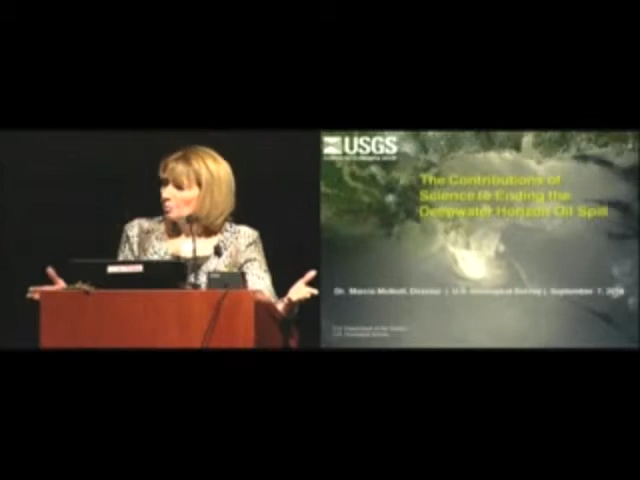 USGS
The Contributions of
Science to Ending the
Deepwater Horizon Oil Spill
Dr. Marcia McNutt, Director | U.S. Geological Survey | September 7,